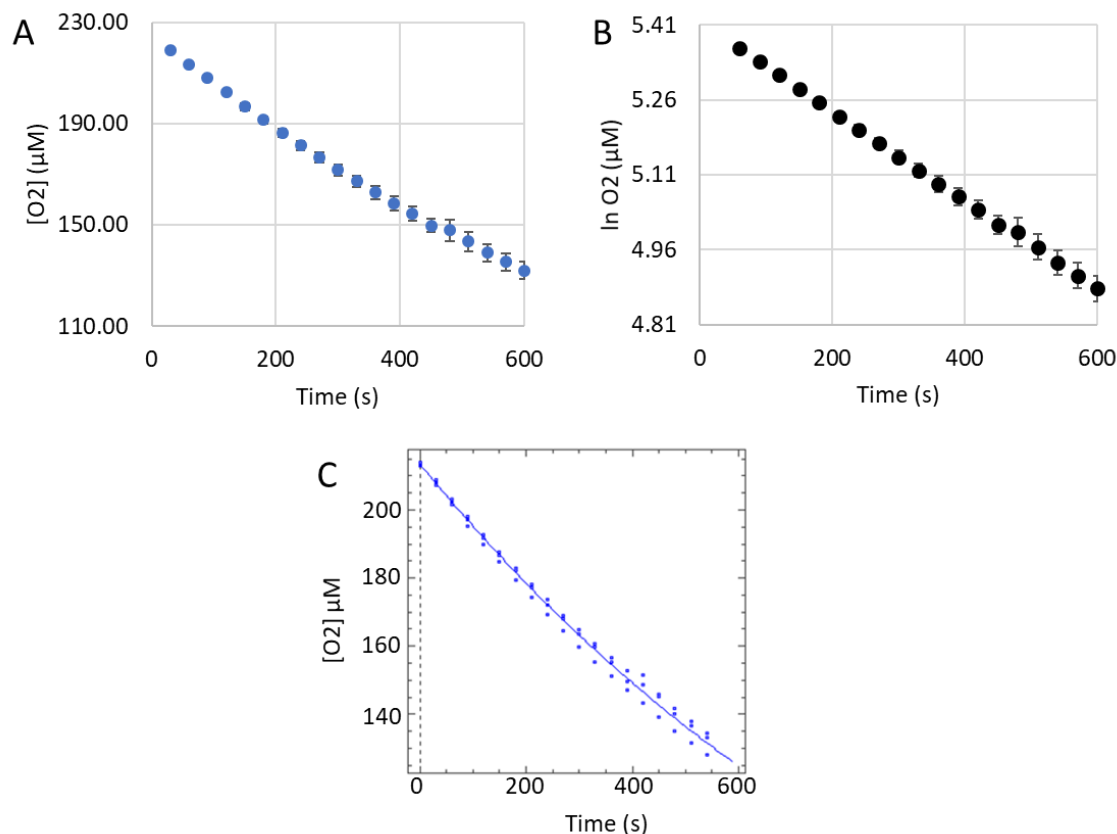 A
230.00
190.00
150.00
110.00
[O2] (µM)
0 200 400 600
Time (s)
B
5.41
5.26
5.11
4.96
4.81
ln O2 (µM)
0 200 400 600
Time (s)
C
200
180
160
140
[O2] µM
0 200 400 600
Time (s)